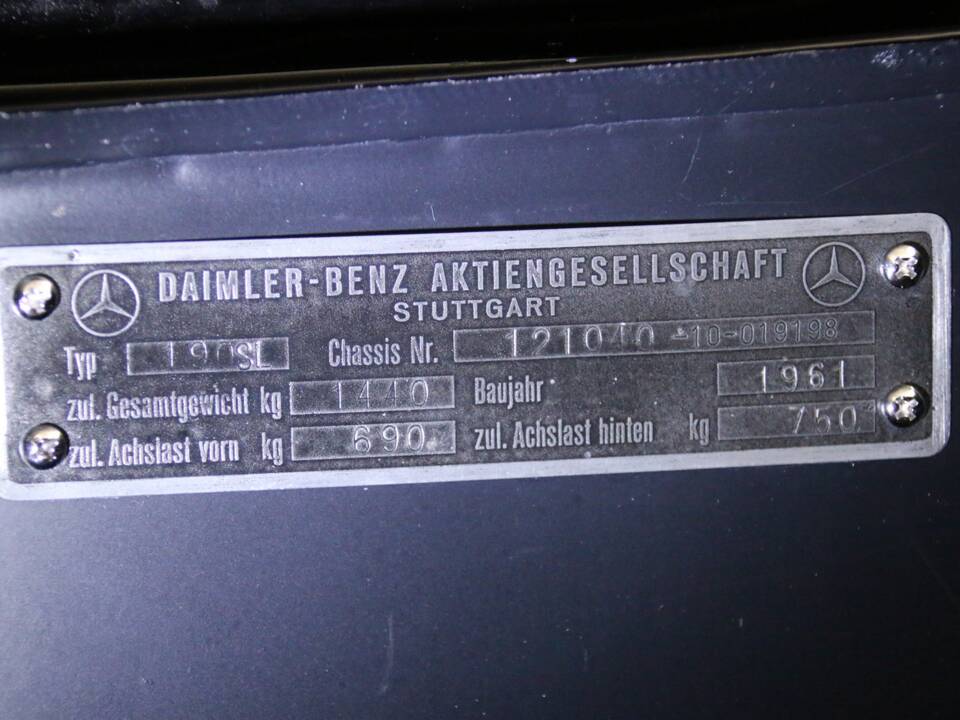 DAIMLER-BENZ AKTIENGESELLSCHAFT
STUTTGART
Typ 190SL Chassis Nr. 121040-10-019198
zul. Gesamtgewicht kg 1440 Baujahr 1961
zul. Achslast vorn kg 690 zul. Achslast hinten kg 750